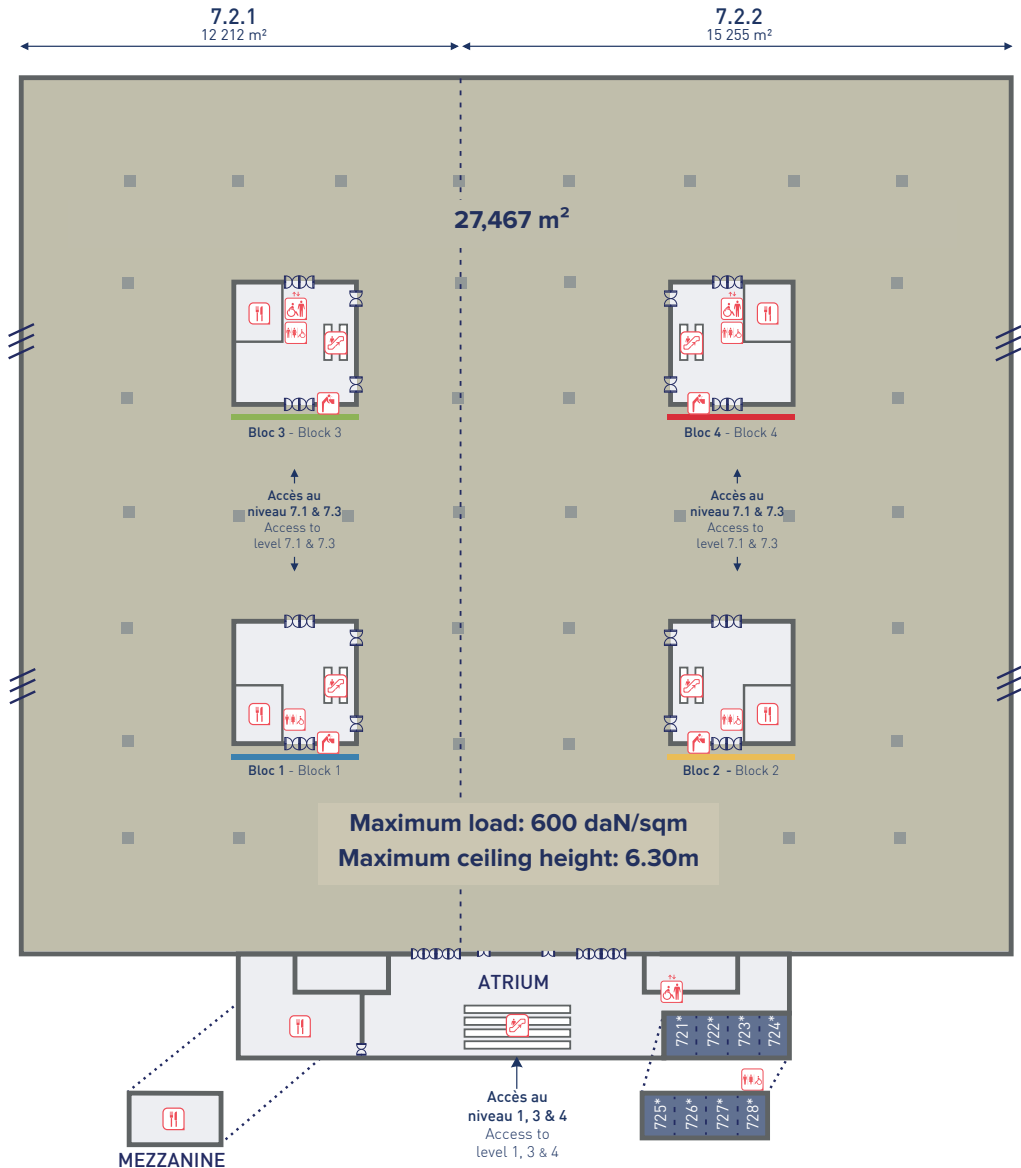 7.2.1
12 212 m²
7.2.2
15 255 m²
27,467 m²
Bloc 3 - Block 3
Bloc 4 - Block 4
Accès au
niveau 7.1 & 7.3
Access to
level 7.1 & 7.3
Accès au
niveau 7.1 & 7.3
Access to
level 7.1 & 7.3
Bloc 1 - Block 1
Bloc 2 - Block 2
Maximum load: 600 daN/sqm
Maximum ceiling height: 6.30m
ATRIUM
721*
722*
723*
724*
725*
726*
727*
728*
Accès au
niveau 1, 3 & 4
Access to
level 1, 3 & 4
MEZZANINE